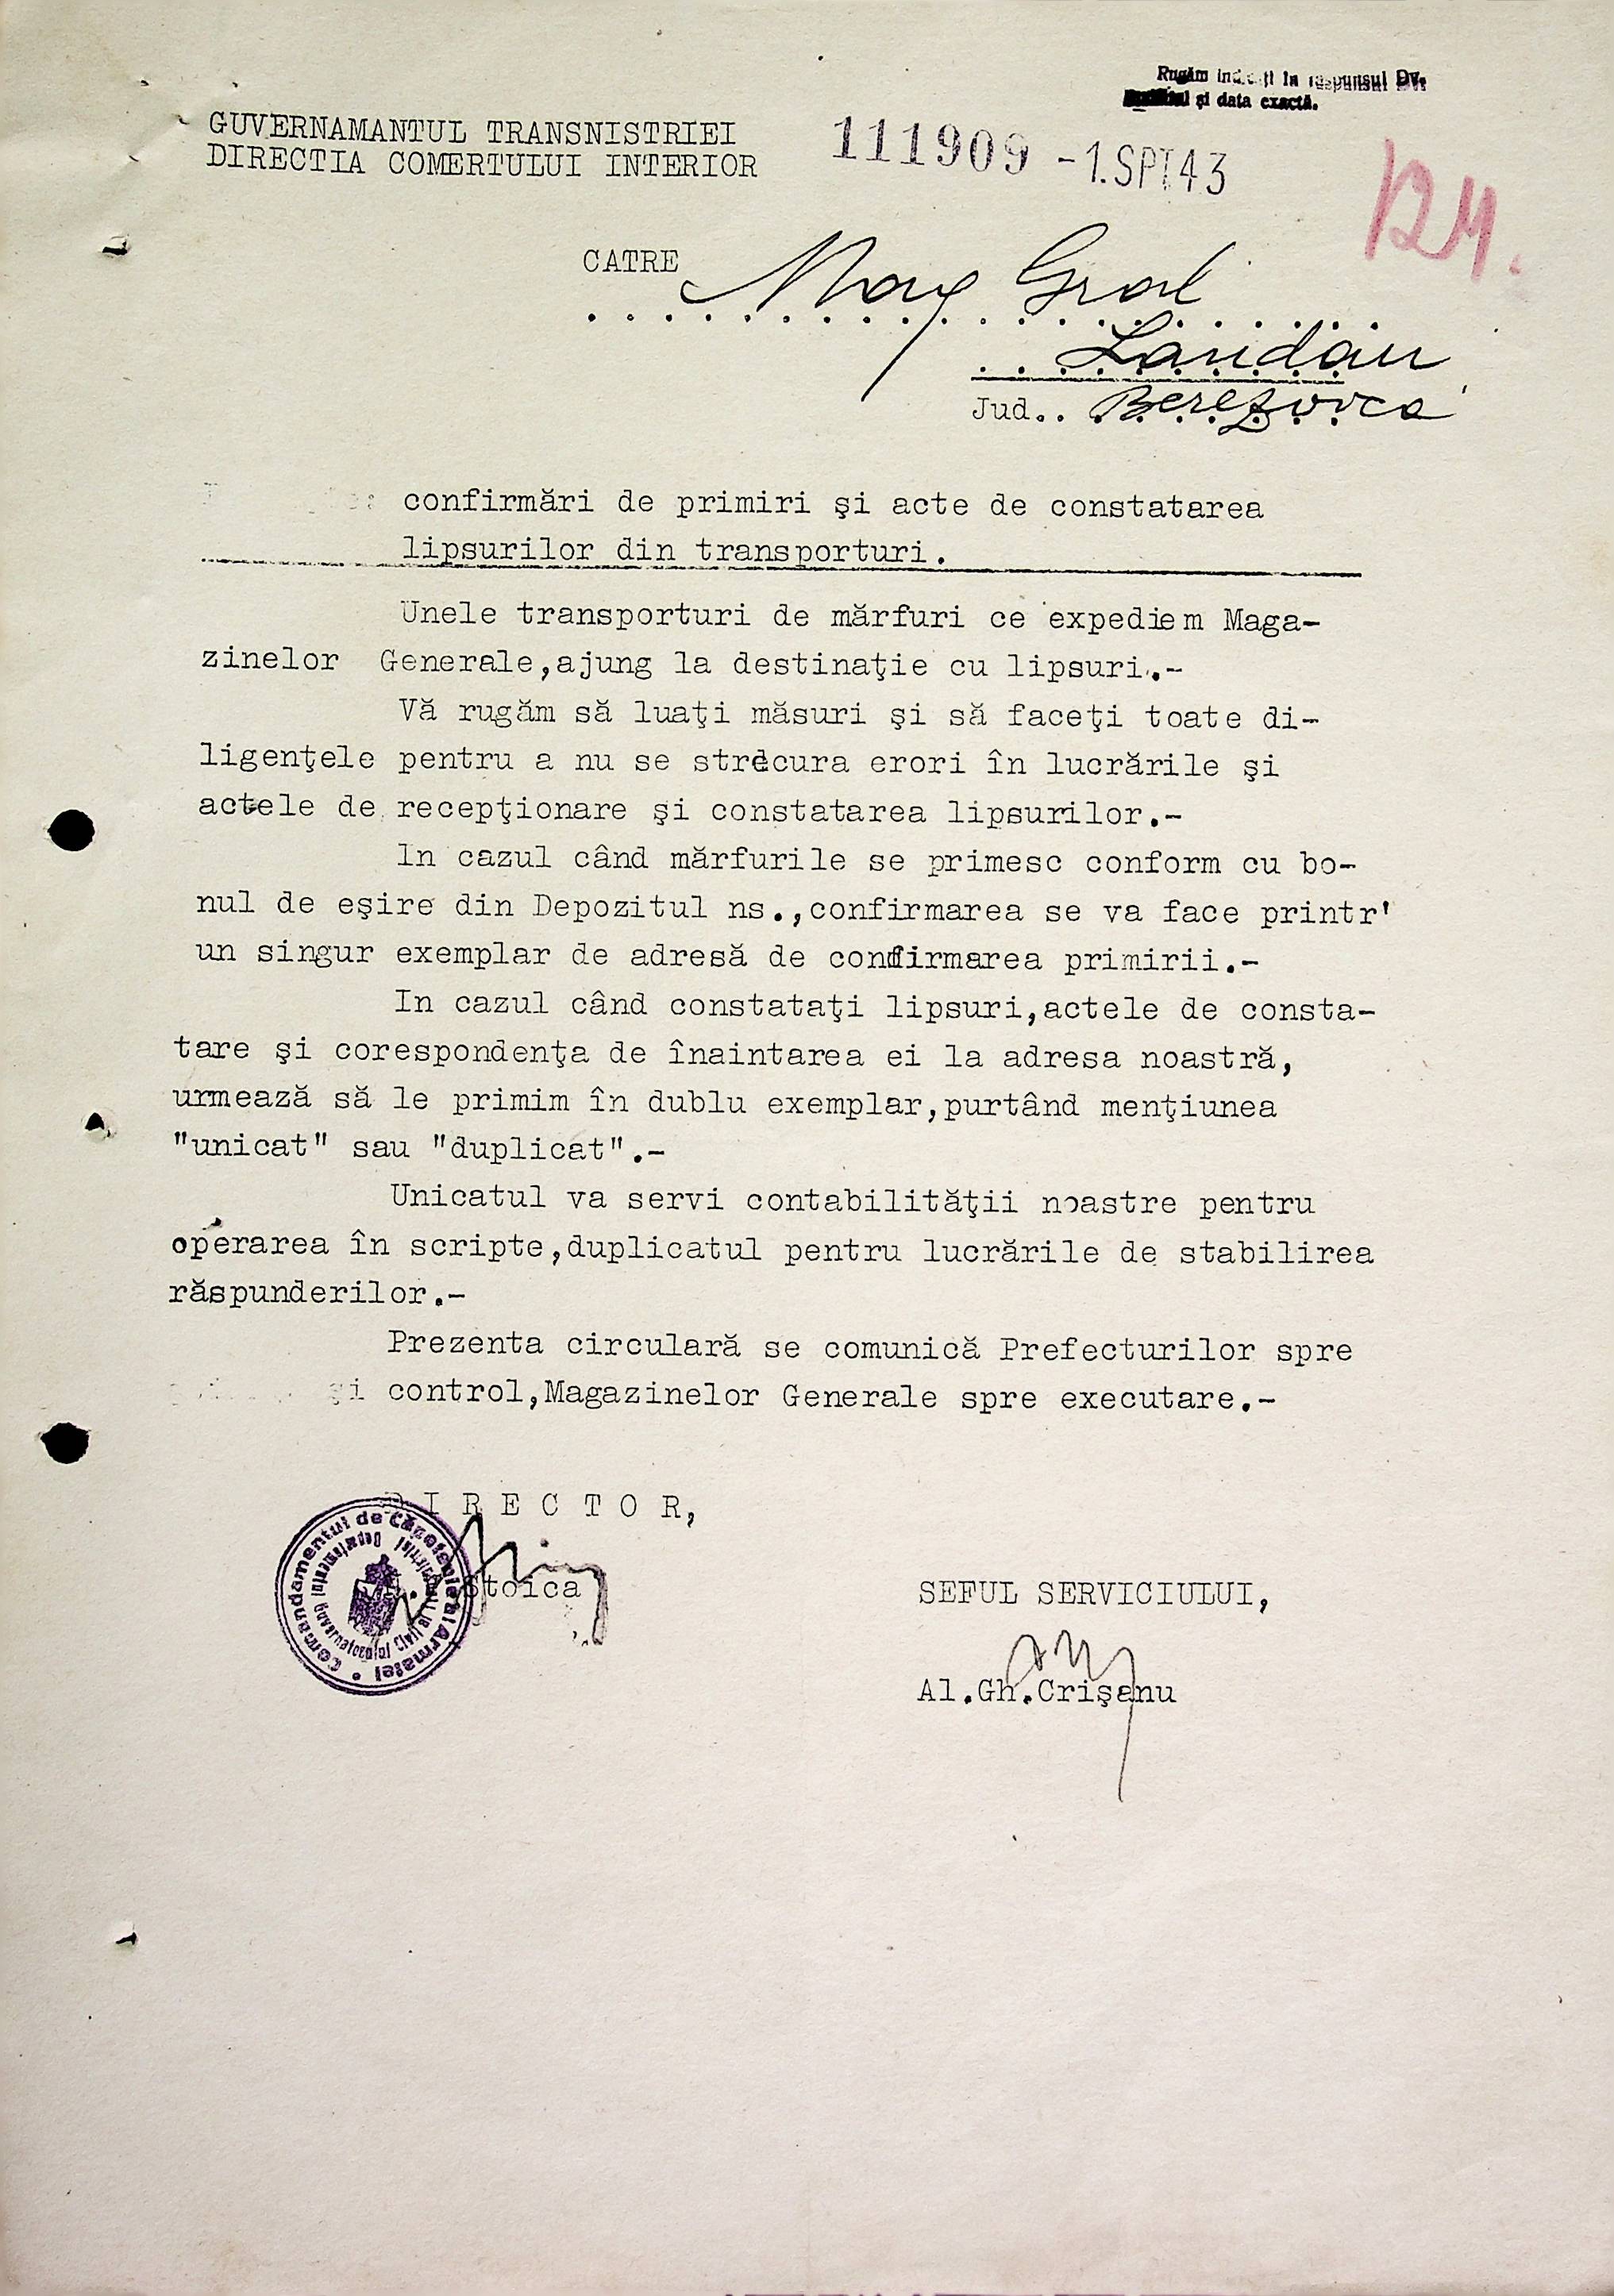 Rugăm indicați în răspunsul Dv.
și data exactă.
GUVERNAMANTUL TRANSNISTRIEI
DIRECTIA COMERTULUI INTERIOR
111909 -1.SPT43
124.
CATRE Mag Gral
Landau
Jud.. Berezovca
confirmări de primiri şi acte de constatarea
lipsurilor din transporturi.
Unele transporturi de mărfuri ce expediem Maga-
zinelor Generale,ajung la destinaţie cu lipsuri.-
Vă rugăm să luaţi măsuri şi să faceţi toate di-
ligenţele pentru a nu se strecura erori în lucrările şi
actele de recepţionare şi constatarea lipsurilor.-
In cazul când mărfurile se primesc conform cu bo-
nul de eşire din Depozitul ns.,confirmarea se va face printr'
un singur exemplar de adresă de confirmarea primirii.-
In cazul când constataţi lipsuri,actele de consta-
tare şi corespondenţa de înaintarea ei la adresa noastră,
urmează să le primim în dublu exemplar,purtând menţiunea
"unicat" sau "duplicat".-
Unicatul va servi contabilităţii noastre pentru
operarea în scripte,duplicatul pentru lucrările de stabilirea
răspunderilor.-
Prezenta circulară se comunică Prefecturilor spre
şi control,Magazinelor Generale spre executare.-
DIRECTOR,
Stoica
Comandamentul de Căpetenie al Armatei
SEFUL SERVICIULUI,
Al.Gh.Crişanu